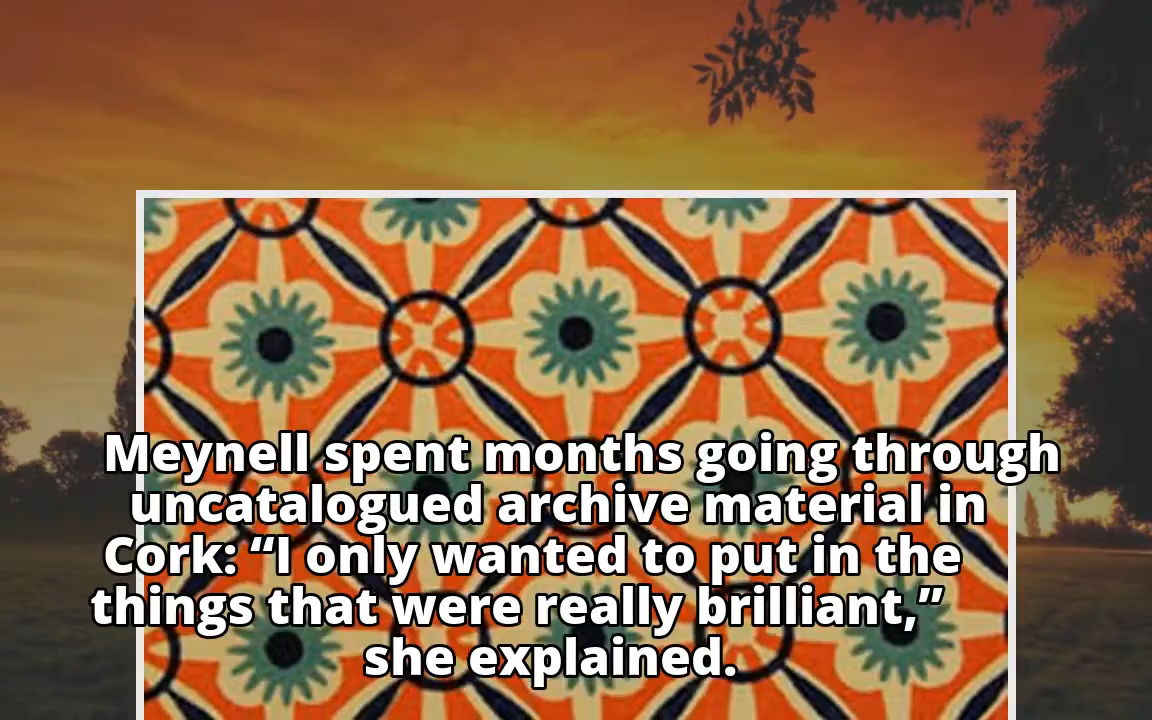 Meynell spent months going through
uncatalogued archive material in
Cork: “I only wanted to put in the
things that were really brilliant,”
she explained.